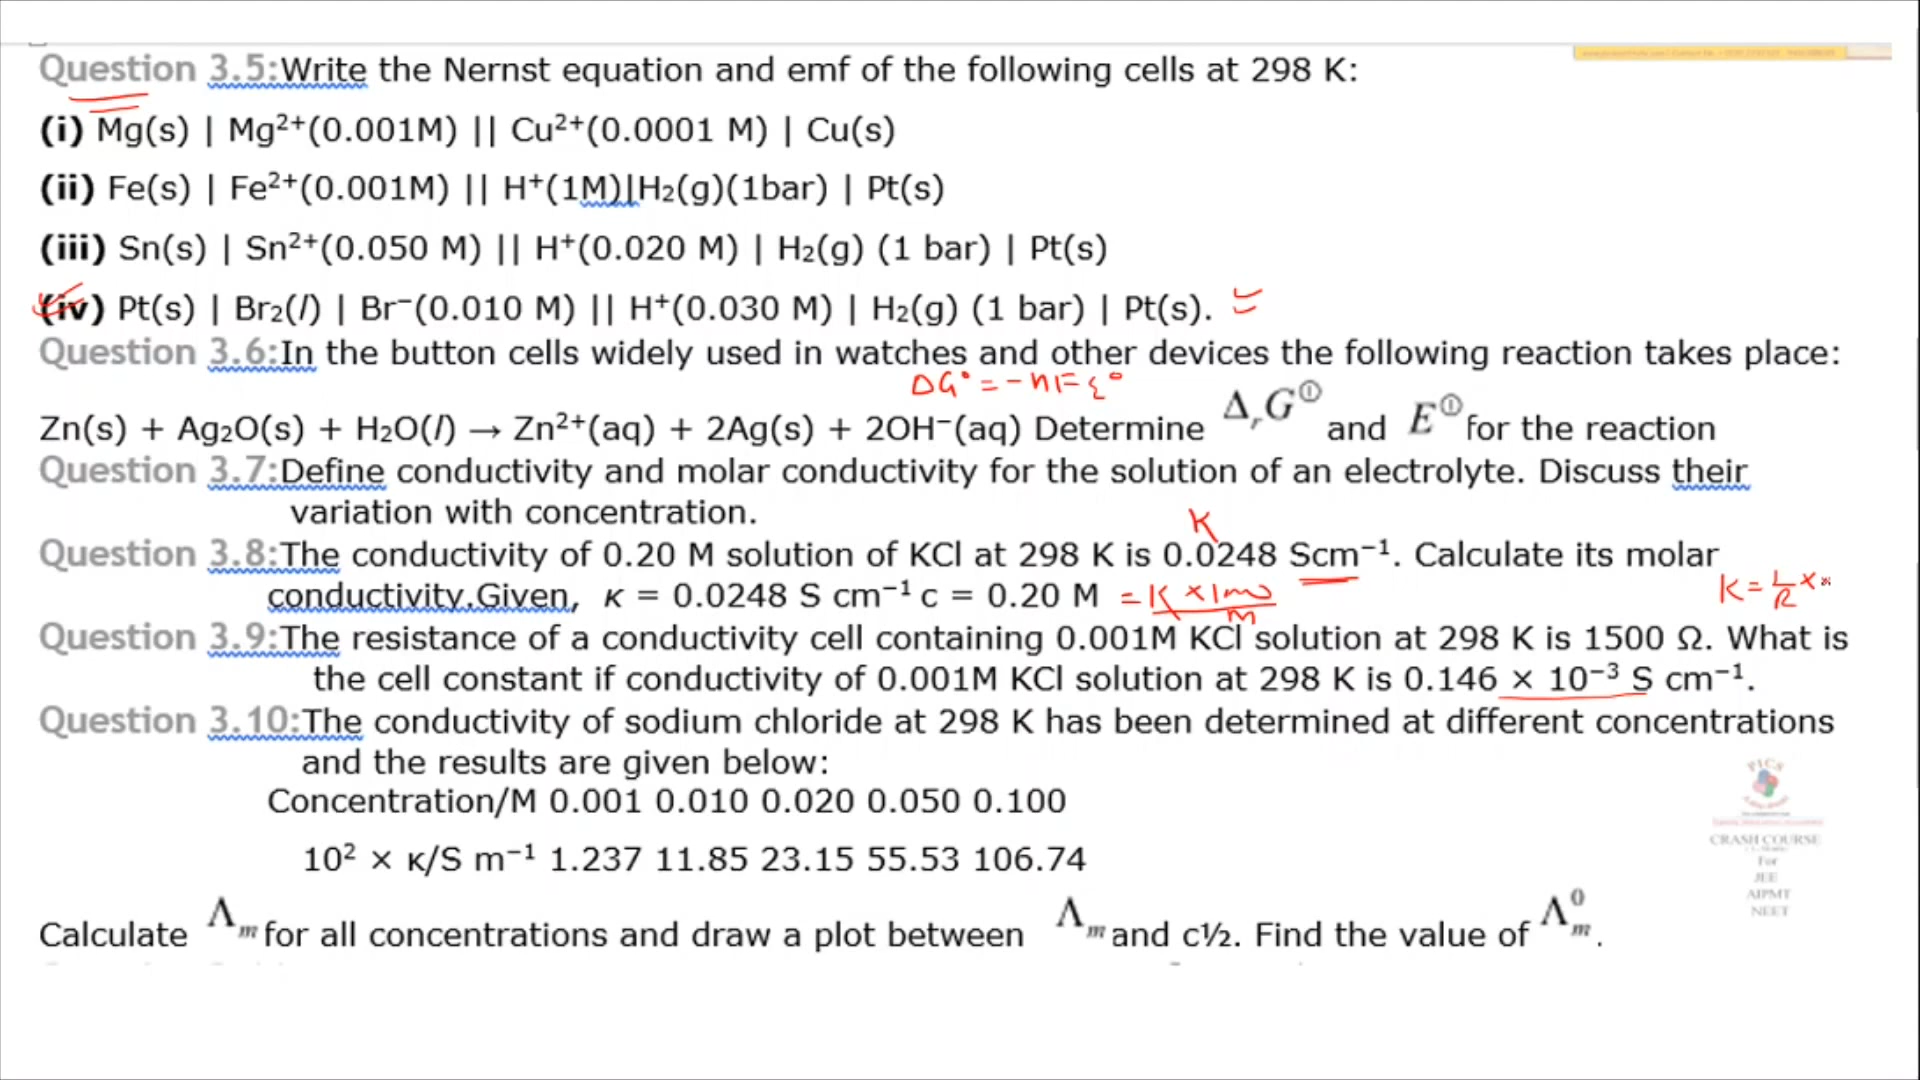 Question 3.5:Write the Nernst equation and emf of the following cells at 298 K:
(i) Mg(s) | Mg²⁺(0.001M) || Cu²⁺(0.0001 M) | Cu(s)
(ii) Fe(s) | Fe²⁺(0.001M) || H⁺(1M)|H₂(g)(1bar) | Pt(s)
(iii) Sn(s) | Sn²⁺(0.050 M) || H⁺(0.020 M) | H₂(g) (1 bar) | Pt(s)
(iv) Pt(s) | Br₂(l) | Br⁻(0.010 M) || H⁺(0.030 M) | H₂(g) (1 bar) | Pt(s).
Question 3.6:In the button cells widely used in watches and other devices the following reaction takes place:
ΔG° = -nFε°
Zn(s) + Ag₂O(s) + H₂O(l) → Zn²⁺(aq) + 2Ag(s) + 2OH⁻(aq) Determine ΔᵣG⦵ and E⦵ for the reaction
Question 3.7:Define conductivity and molar conductivity for the solution of an electrolyte. Discuss their
variation with concentration.
K
Question 3.8:The conductivity of 0.20 M solution of KCl at 298 K is 0.0248 Scm⁻¹. Calculate its molar
conductivity.Given, κ = 0.0248 S cm⁻¹ c = 0.20 M = K × 1000 / M
K = L/R ×
Question 3.9:The resistance of a conductivity cell containing 0.001M KCl solution at 298 K is 1500 Ω. What is
the cell constant if conductivity of 0.001M KCl solution at 298 K is 0.146 × 10⁻³ S cm⁻¹.
Question 3.10:The conductivity of sodium chloride at 298 K has been determined at different concentrations
and the results are given below:
Concentration/M 0.001 0.010 0.020 0.050 0.100
10² × κ/S m⁻¹ 1.237 11.85 23.15 55.53 106.74
Calculate Λₘ for all concentrations and draw a plot between Λₘ and c½. Find the value of Λ⁰ₘ.
PICS
CRASH COURSE
For
JEE
AIPMT
NEET